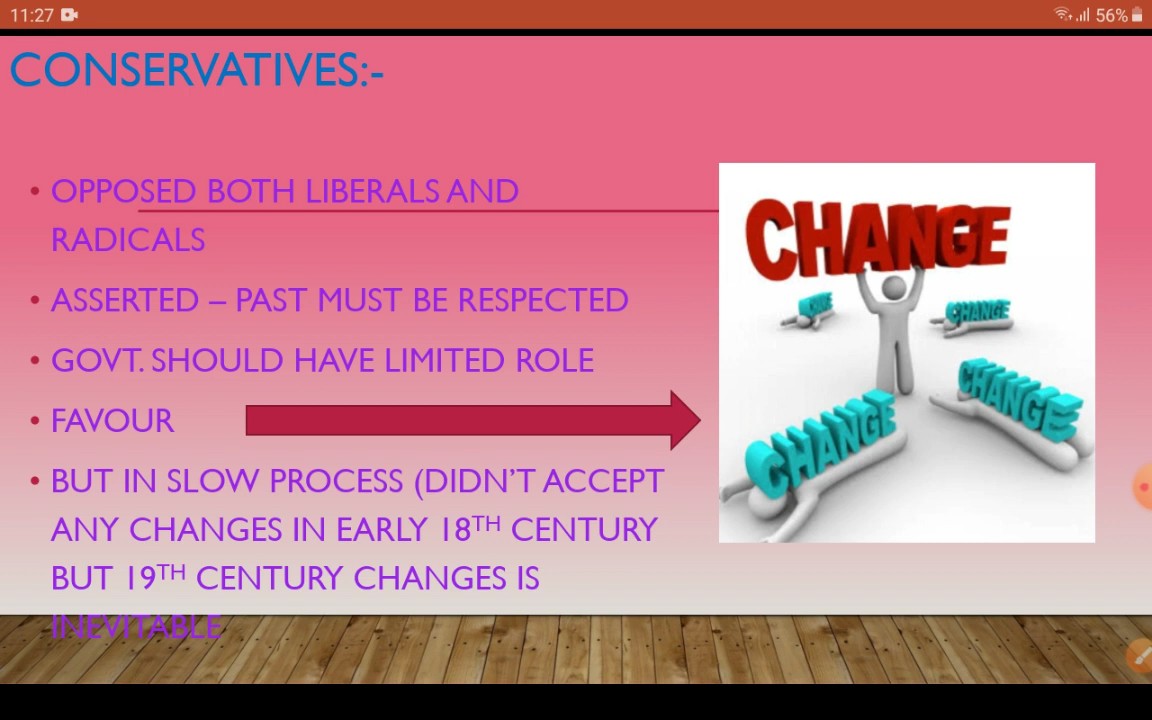 11:27
56%
CONSERVATIVES:-
• OPPOSED BOTH LIBERALS AND
RADICALS
• ASSERTED – PAST MUST BE RESPECTED
• GOVT. SHOULD HAVE LIMITED ROLE
• FAVOUR
• BUT IN SLOW PROCESS (DIDN'T ACCEPT
ANY CHANGES IN EARLY 18TH CENTURY
BUT 19TH CENTURY CHANGES IS
INEVITABLE
CHANGE
CHANGE
CHANGE
CHANGE
CHANGE